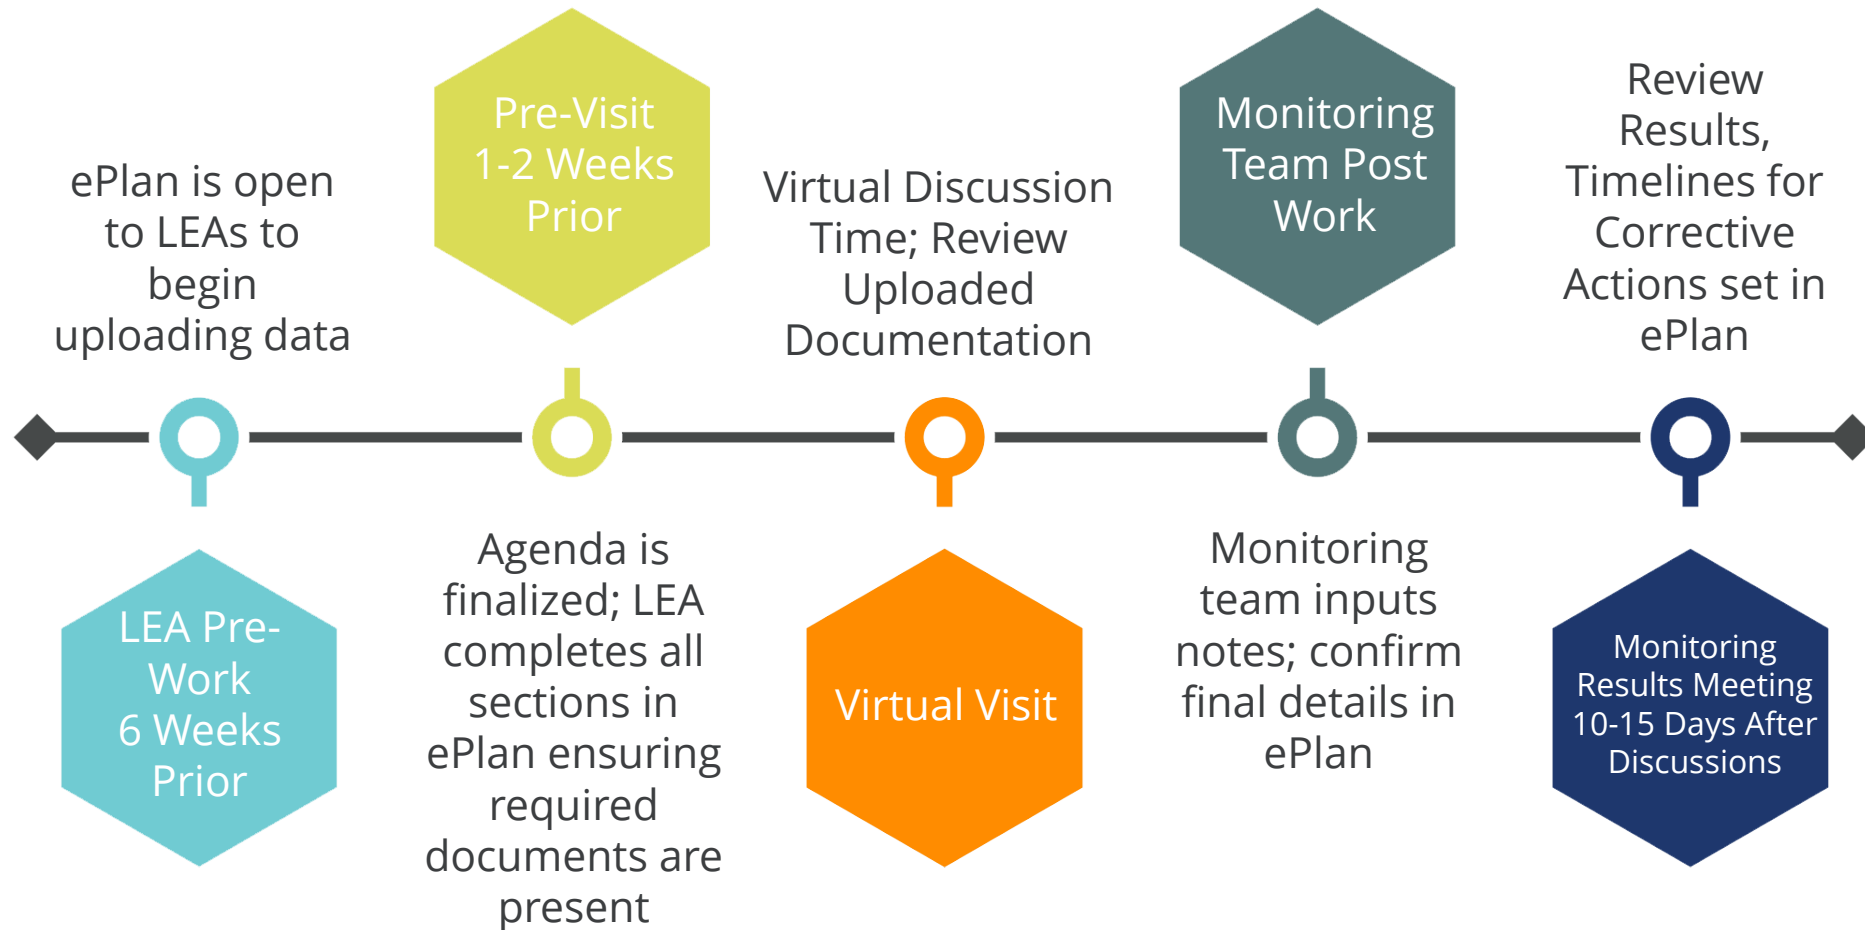 ePlan is open
to LEAs to
begin
uploading data
LEA Pre-
Work
6 Weeks
Prior
Pre-Visit
1-2 Weeks
Prior
Agenda is
finalized; LEA
completes all
sections in
ePlan ensuring
required
documents are
present
Virtual Discussion
Time; Review
Uploaded
Documentation
Virtual Visit
Monitoring
Team Post
Work
Monitoring
team inputs
notes; confirm
final details in
ePlan
Review
Results,
Timelines for
Corrective
Actions set in
ePlan
Monitoring
Results Meeting
10-15 Days After
Discussions